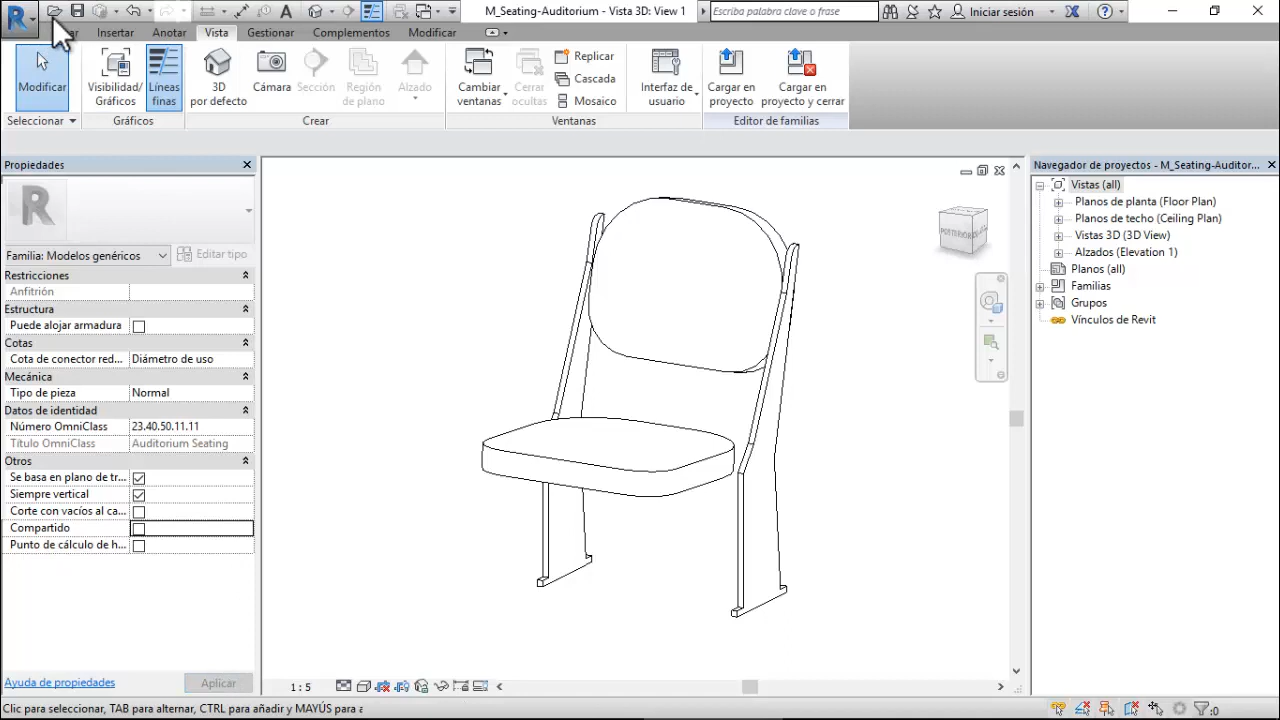 M_Seating-Auditorium - Vista 3D: View 1
Escriba palabra clave o frase
Iniciar sesión
Insertar
Anotar
Vista
Gestionar
Complementos
Modificar
Modificar
Visibilidad/
Gráficos
Líneas
finas
3D
por defecto
Cámara
Sección
Región
de plano
Alzado
Cambiar
ventanas
Cerrar
ocultas
Replicar
Cascada
Mosaico
Interfaz de
usuario
Cargar en
proyecto
Cargar en
proyecto y cerrar
Seleccionar
Gráficos
Crear
Ventanas
Editor de familias
Propiedades
Familia: Modelos genéricos
Editar tipo
Restricciones
Anfitrión
Estructura
Puede alojar armadura
Cotas
Cota de conector red... Diámetro de uso
Mecánica
Tipo de pieza Normal
Datos de identidad
Número OmniClass 23.40.50.11.11
Título OmniClass Auditorium Seating
Otros
Se basa en plano de tr...
Siempre vertical
Corte con vacíos al ca...
Compartido
Punto de cálculo de h...
Ayuda de propiedades
Aplicar
1 : 5
Navegador de proyectos - M_Seating-Auditor...
Vistas (all)
Planos de planta (Floor Plan)
Planos de techo (Ceiling Plan)
Vistas 3D (3D View)
Alzados (Elevation 1)
Planos (all)
Familias
Grupos
Vínculos de Revit
POSTERIOR
Clic para seleccionar, TAB para alternar, CTRL para añadir y MAYÚS para a
:0